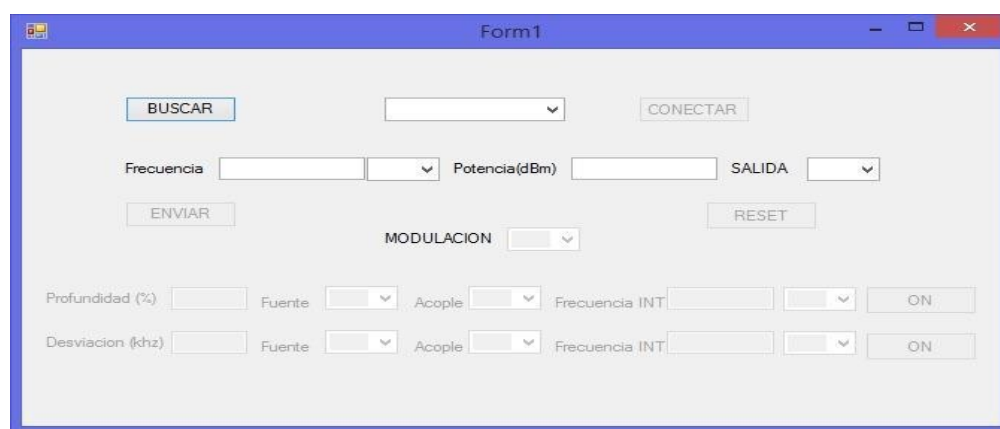 Form1
BUSCAR CONECTAR
Frecuencia Potencia(dBm) SALIDA
ENVIAR RESET
MODULACION
Profundidad (%) Fuente Acople Frecuencia INT ON
Desviacion (khz) Fuente Acople Frecuencia INT ON